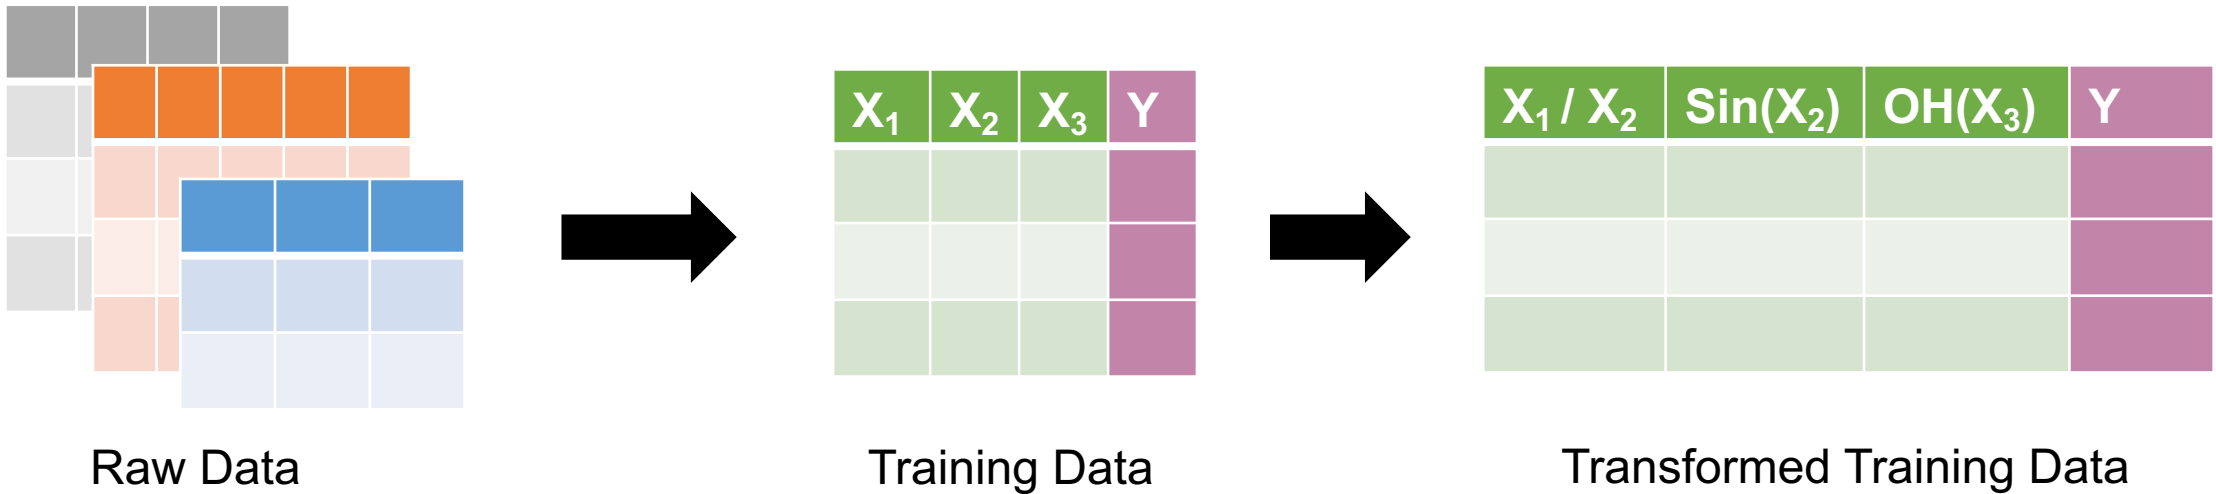 X₁ X₂ X₃ Y
X₁ / X₂ Sin(X₂) OH(X₃) Y
Raw Data
Training Data
Transformed Training Data